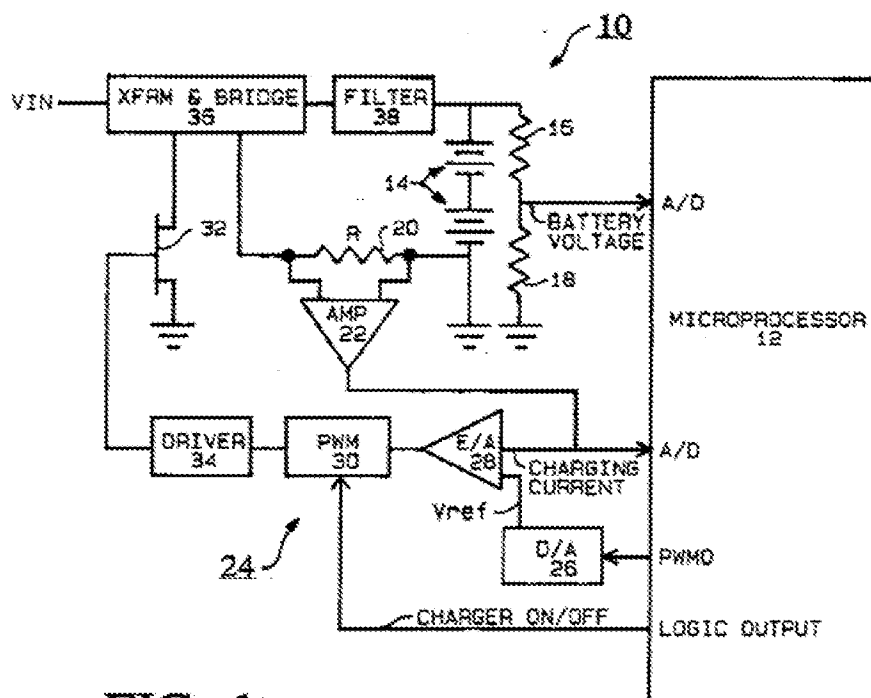 10
VIN
XFRM & BRIDGE
36
FILTER
38
16
14
A/D
BATTERY
VOLTAGE
32
R
20
18
AMP
22
MICROPROCESSOR
12
DRIVER
34
PWM
30
E/A
28
A/D
CHARGING
CURRENT
Vref
24
D/A
26
PWMO
CHARGER ON/OFF
LOGIC OUTPUT